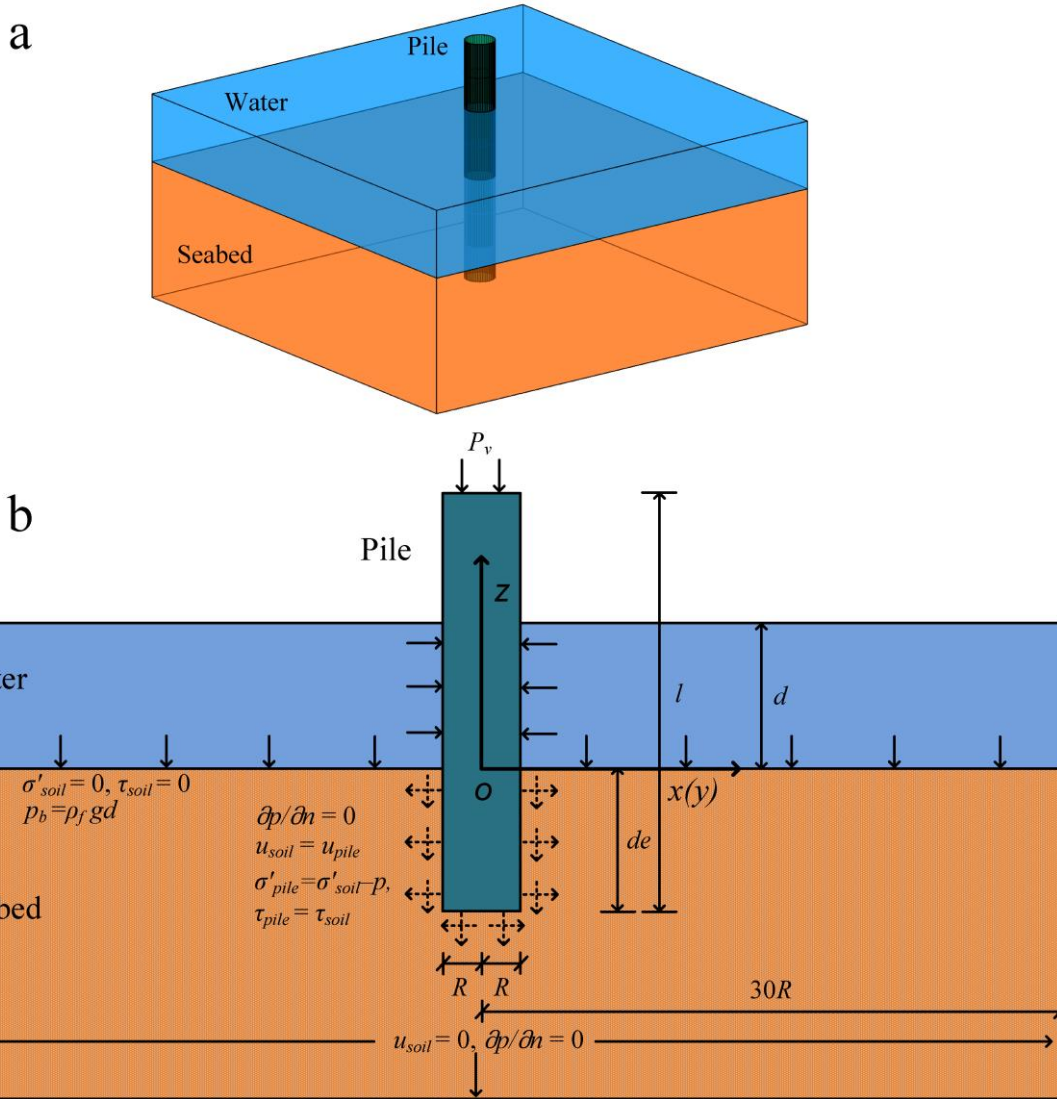 a
Pile
Water
Seabed
b
P_v
Pile
z
ter
l
d
σ'_soil = 0, τ_soil = 0
p_b = ρ_f gd
o
x(y)
∂p/∂n = 0
u_soil = u_pile
de
σ'_pile = σ'_soil – p,
bed
τ_pile = τ_soil
R
R
30R
u_soil = 0, ∂p/∂n = 0